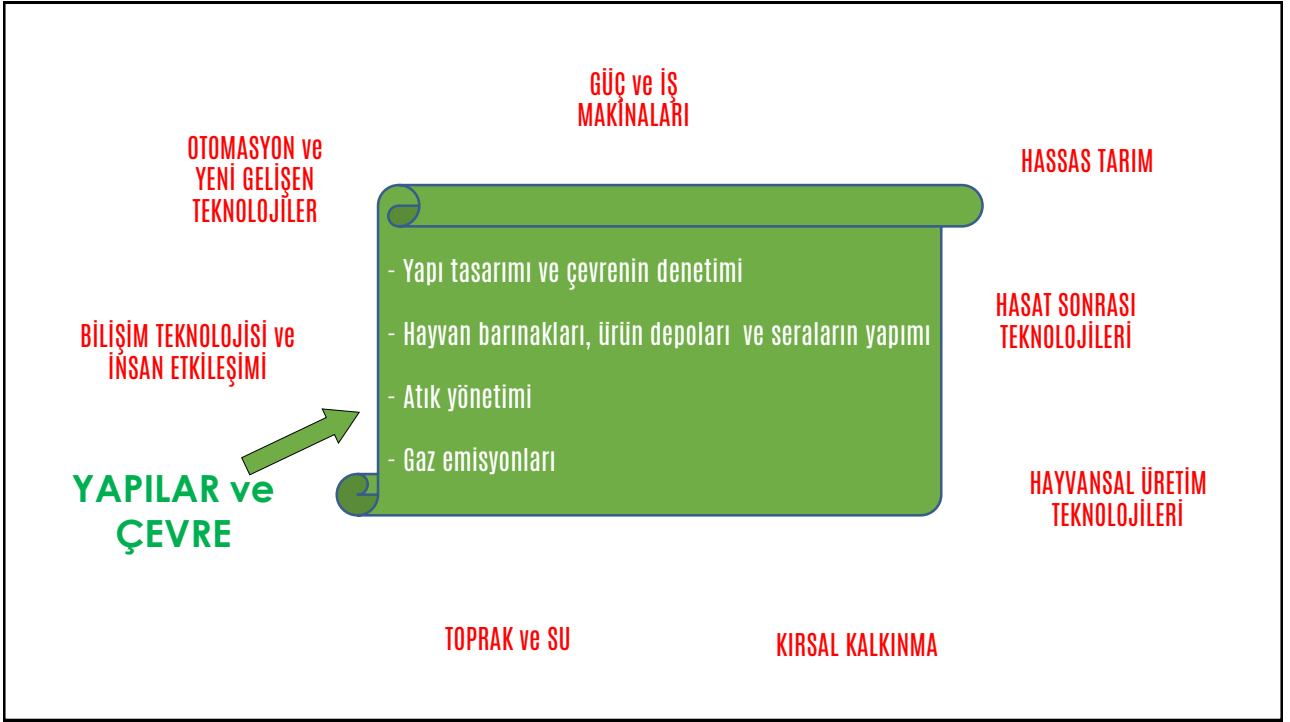 GÜÇ ve İŞ
MAKİNALARI
OTOMASYON ve
YENİ GELİŞEN
TEKNOLOJİLER
HASSAS TARIM
- Yapı tasarımı ve çevrenin denetimi
- Hayvan barınakları, ürün depoları ve seraların yapımı
- Atık yönetimi
- Gaz emisyonları
HASAT SONRASI
TEKNOLOJİLERİ
BİLİŞİM TEKNOLOJİSİ ve
İNSAN ETKİLEŞİMİ
YAPILAR ve
ÇEVRE
HAYVANSAL ÜRETİM
TEKNOLOJİLERİ
TOPRAK ve SU
KIRSAL KALKINMA